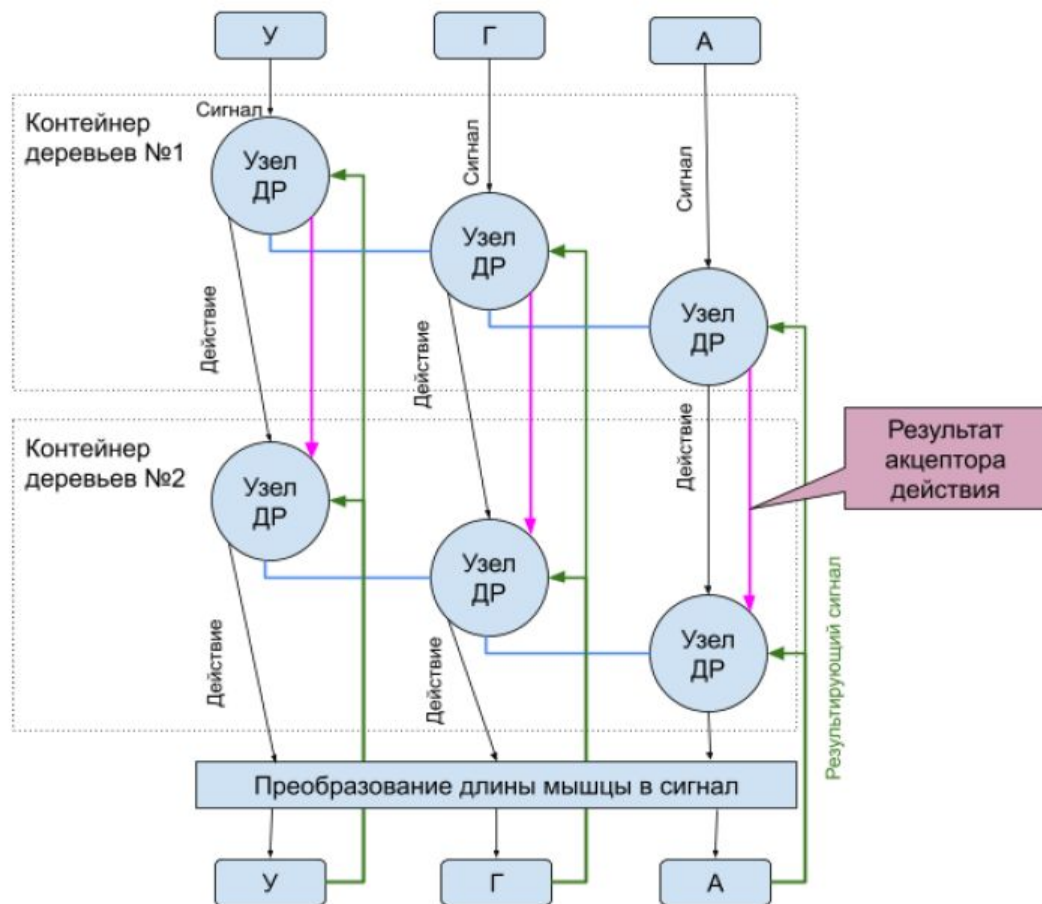 У
Г
А
Контейнер
деревьев №1
Сигнал
Сигнал
Сигнал
Узел
ДР
Узел
ДР
Узел
ДР
Действие
Действие
Действие
Контейнер
деревьев №2
Результат
акцептора
действия
Узел
ДР
Узел
ДР
Узел
ДР
Действие
Действие
Результирующий сигнал
Преобразование длины мышцы в сигнал
У
Г
А